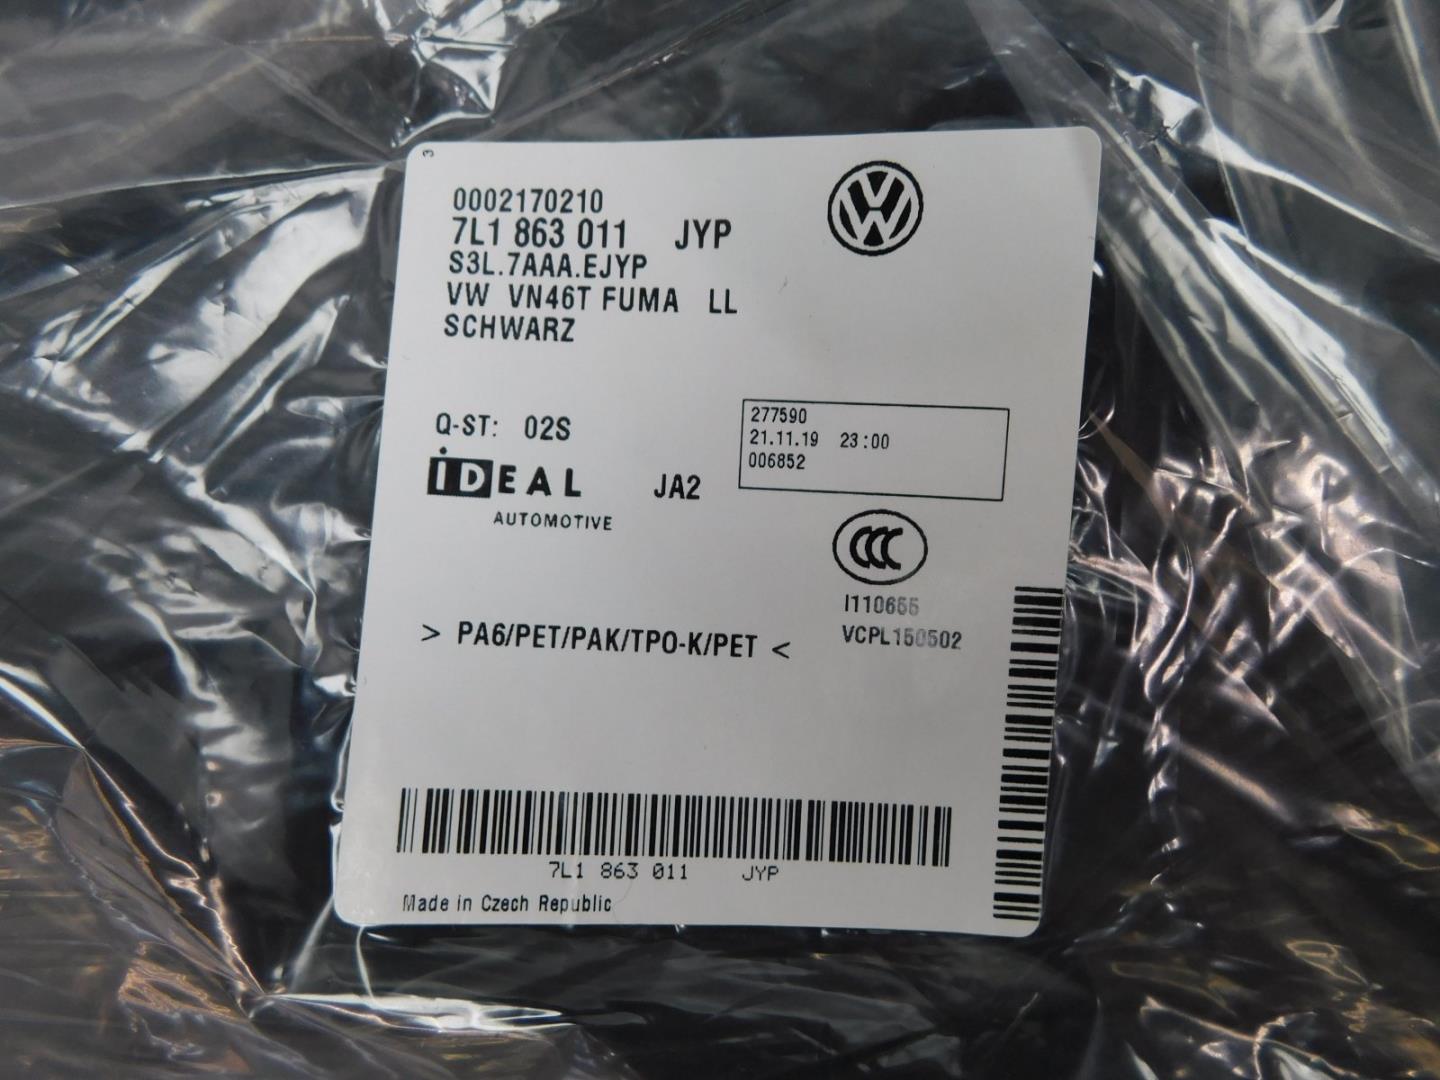 3
0002170210
7L1 863 011 JYP
S3L.7AAA.EJYP
VW VN46T FUMA LL
SCHWARZ
Q-ST: 02S
277590
21.11.19 23:00
006852
IDEAL
AUTOMOTIVE
JA2
CCC
I110655
VCPL150502
> PA6/PET/PAK/TPO-K/PET <
7L1 863 011 JYP
Made in Czech Republic